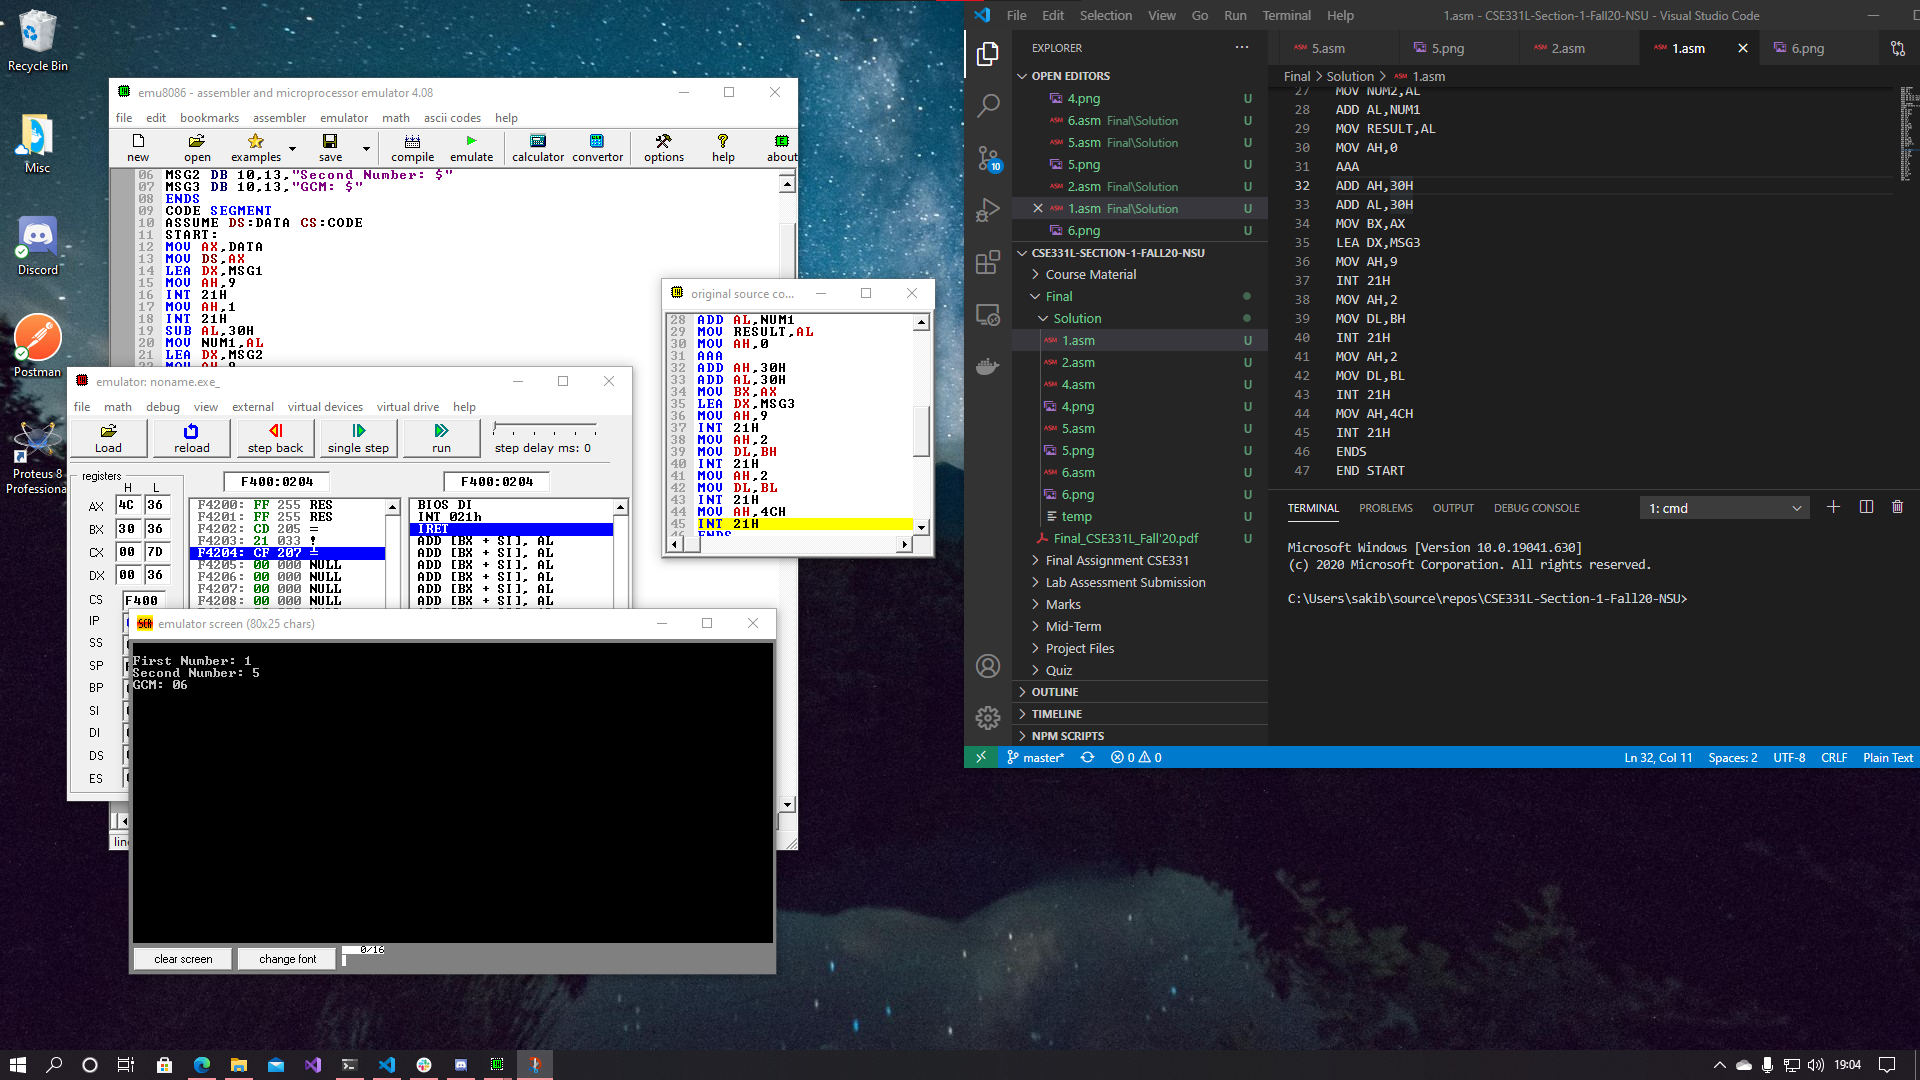 Recycle Bin
Misc
Discord
Postman
Proteus 8
Professiona
emu8086 - assembler and microprocessor emulator 4.08
file edit bookmarks assembler emulator math ascii codes help
new open examples save compile emulate calculator convertor options help about
06 MSG2 DB 10,13,"Second Number: $"
07 MSG3 DB 10,13,"GCM: $"
08 ENDS
09 CODE SEGMENT
10 ASSUME DS:DATA CS:CODE
11 START:
12 MOV AX,DATA
13 MOV DS,AX
14 LEA DX,MSG1
15 MOV AH,9
16 INT 21H
17 MOV AH,1
18 INT 21H
19 SUB AL,30H
20 MOV NUM1,AL
21 LEA DX,MSG2
22 MOV AH,9
original source co...
28 ADD AL,NUM1
29 MOV RESULT,AL
30 MOV AH,0
31 AAA
32 ADD AH,30H
33 ADD AL,30H
34 MOV BX,AX
35 LEA DX,MSG3
36 MOV AH,9
37 INT 21H
38 MOV AH,2
39 MOV DL,BH
40 INT 21H
41 MOV AH,2
42 MOV DL,BL
43 INT 21H
44 MOV AH,4CH
45 INT 21H
46 ENDS
emulator: noname.exe_
file math debug view external virtual devices virtual drive help
Load reload step back single step run step delay ms: 0
registers
H L
F400:0204 F400:0204
AX 4C 36
BX 30 36
CX 00 7D
DX 00 36
CS F400
IP
SS
SP
BP
SI
DI
DS
ES
F4200: FF 255 RES
F4201: FF 255 RES
F4202: CD 205 =
F4203: 21 033 !
F4204: CF 207 ╧
F4205: 00 000 NULL
F4206: 00 000 NULL
F4207: 00 000 NULL
F4208: 00 000 NULL
BIOS DI
INT 021h
IRET
ADD [BX + SI], AL
ADD [BX + SI], AL
ADD [BX + SI], AL
ADD [BX + SI], AL
ADD [BX + SI], AL
ADD [BX + SI], AL
emulator screen (80x25 chars)
First Number: 1
Second Number: 5
GCM: 06
clear screen change font 0/16
line
File Edit Selection View Go Run Terminal Help 1.asm - CSE331L-Section-1-Fall20-NSU - Visual Studio Code
EXPLORER
OPEN EDITORS
4.png U
6.asm Final\Solution U
5.asm Final\Solution U
5.png U
2.asm Final\Solution U
1.asm Final\Solution U
6.png U
CSE331L-SECTION-1-FALL20-NSU
Course Material
Final
Solution
1.asm U
2.asm U
4.asm U
4.png U
5.asm U
5.png U
6.asm U
6.png U
temp U
Final_CSE331L_Fall'20.pdf U
Final Assignment CSE331
Lab Assessment Submission
Marks
Mid-Term
Project Files
Quiz
OUTLINE
TIMELINE
NPM SCRIPTS
10
5.asm 5.png 2.asm 1.asm 6.png
Final > Solution > 1.asm
27 MOV NUM2,AL
28 ADD AL,NUM1
29 MOV RESULT,AL
30 MOV AH,0
31 AAA
32 ADD AH,30H
33 ADD AL,30H
34 MOV BX,AX
35 LEA DX,MSG3
36 MOV AH,9
37 INT 21H
38 MOV AH,2
39 MOV DL,BH
40 INT 21H
41 MOV AH,2
42 MOV DL,BL
43 INT 21H
44 MOV AH,4CH
45 INT 21H
46 ENDS
47 END START
TERMINAL PROBLEMS OUTPUT DEBUG CONSOLE 1: cmd
Microsoft Windows [Version 10.0.19041.630]
(c) 2020 Microsoft Corporation. All rights reserved.
C:\Users\sakib\source\repos\CSE331L-Section-1-Fall20-NSU>
master* 0 0 Ln 32, Col 11 Spaces: 2 UTF-8 CRLF Plain Text
19:04